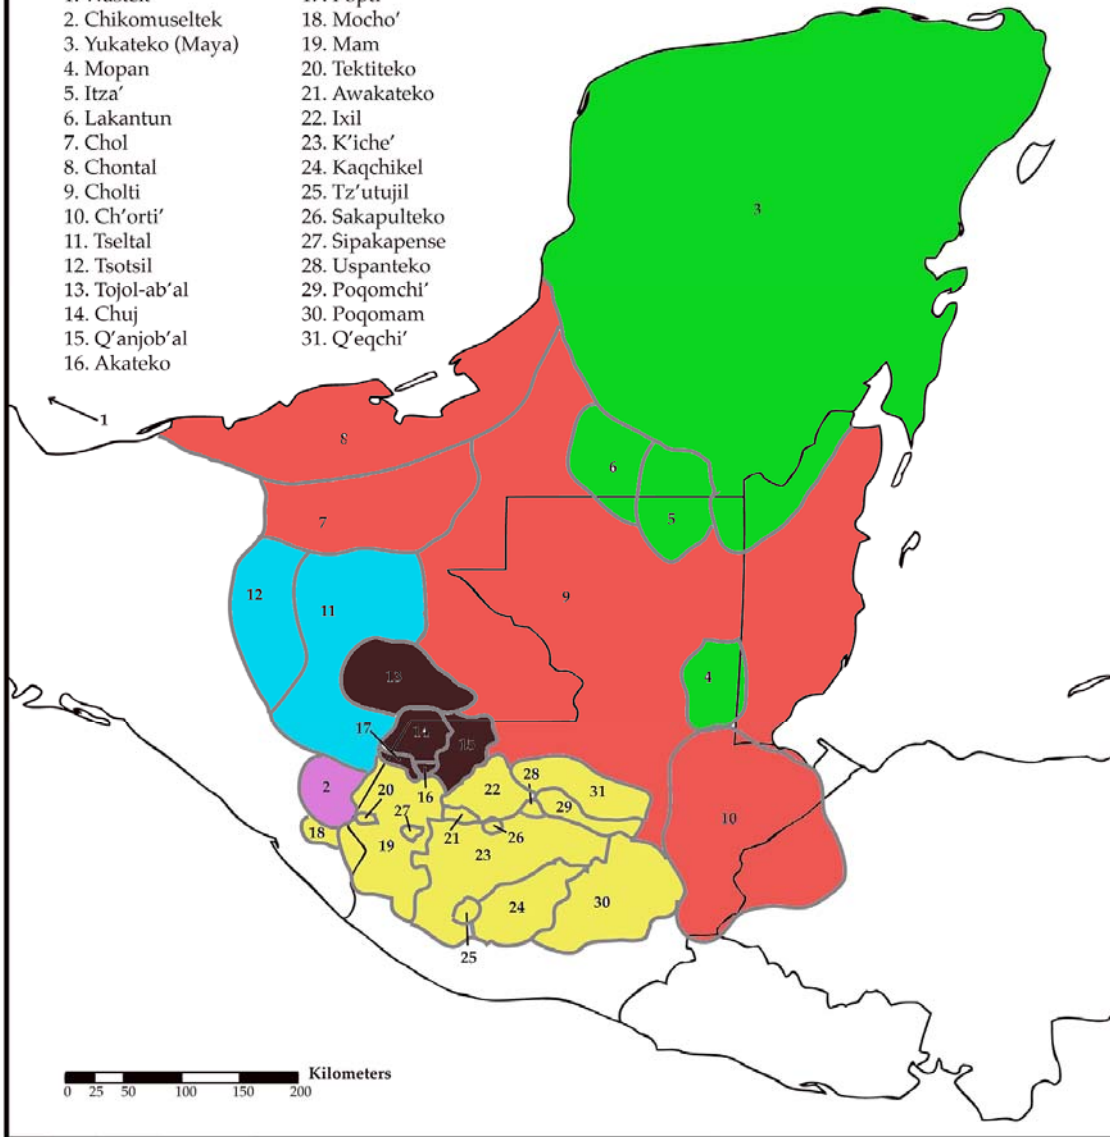 2. Chikomuseltek
3. Yukateko (Maya)
4. Mopan
5. Itza’
6. Lakantun
7. Chol
8. Chontal
9. Cholti
10. Ch’orti’
11. Tseltal
12. Tsotsil
13. Tojol-ab’al
14. Chuj
15. Q’anjob’al
16. Akateko
18. Mocho’
19. Mam
20. Tektiteko
21. Awakateko
22. Ixil
23. K’iche’
24. Kaqchikel
25. Tz’utujil
26. Sakapulteko
27. Sipakapense
28. Uspanteko
29. Poqomchi’
30. Poqomam
31. Q’eqchi’
3
1
8
6
7
5
12
11
9
13
4
17
14
15
2
20
16
22
28
29
31
27
18
19
21
26
10
23
24
30
25
Kilometers
0 25 50 100 150 200